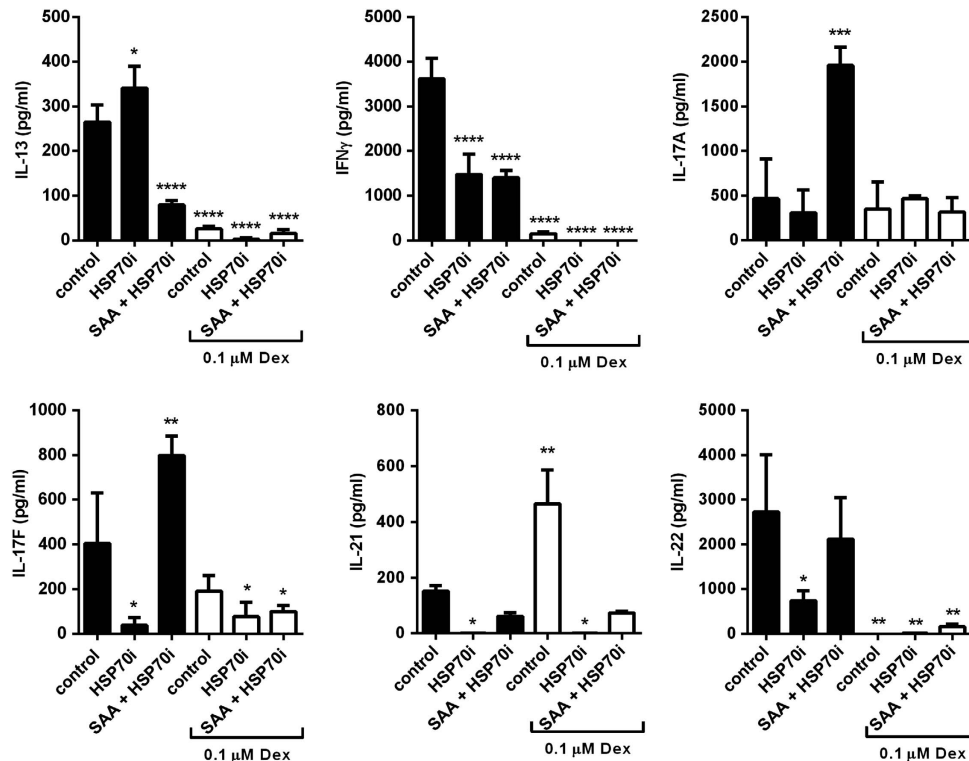 IL-13 (pg/ml)
500
400
300
200
100
0
*
****
****
****
****
control
HSP70i
SAA + HSP70i
control
HSP70i
SAA + HSP70i
0.1 μM Dex
IFNγ (pg/ml)
5000
4000
3000
2000
1000
0
****
****
****
****
****
control
HSP70i
SAA + HSP70i
control
HSP70i
SAA + HSP70i
0.1 μM Dex
IL-17A (pg/ml)
2500
2000
1500
1000
500
0
***
control
HSP70i
SAA + HSP70i
control
HSP70i
SAA + HSP70i
0.1 μM Dex
IL-17F (pg/ml)
1000
800
600
400
200
0
*
**
*
*
control
HSP70i
SAA + HSP70i
control
HSP70i
SAA + HSP70i
0.1 μM Dex
IL-21 (pg/ml)
800
600
400
200
0
*
**
*
control
HSP70i
SAA + HSP70i
control
HSP70i
SAA + HSP70i
0.1 μM Dex
IL-22 (pg/ml)
5000
4000
3000
2000
1000
0
*
**
**
**
control
HSP70i
SAA + HSP70i
control
HSP70i
SAA + HSP70i
0.1 μM Dex